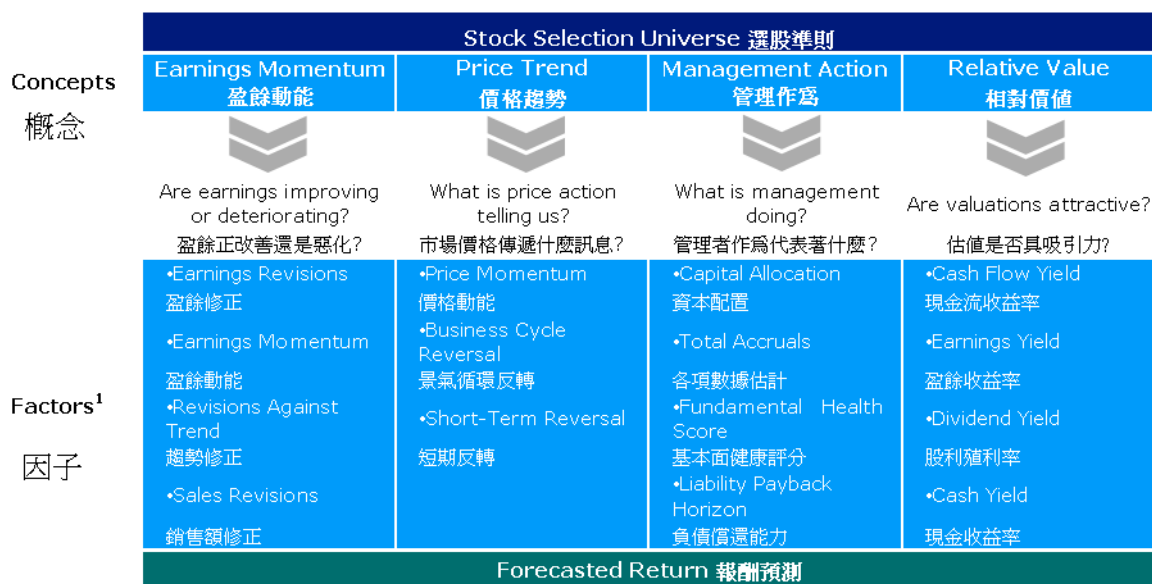 Stock Selection Universe 選股準則
Concepts
概念
Earnings Momentum
盈餘動能
Price Trend
價格趨勢
Management Action
管理作為
Relative Value
相對價值
Are earnings improving
or deteriorating?
盈餘正改善還是惡化?
What is price action
telling us?
市場價格傳遞什麼訊息?
What is management
doing?
管理者作為代表著什麼?
Are valuations attractive?
估值是否具吸引力?
Factors¹
因子
•Earnings Revisions
盈餘修正
•Earnings Momentum
盈餘動能
•Revisions Against
Trend
趨勢修正
•Sales Revisions
銷售額修正
•Price Momentum
價格動能
•Business Cycle
Reversal
景氣循環反轉
•Short-Term Reversal
短期反轉
•Capital Allocation
資本配置
•Total Accruals
各項數據估計
•Fundamental Health
Score
基本面健康評分
•Liability Payback
Horizon
負債償還能力
•Cash Flow Yield
現金流收益率
•Earnings Yield
盈餘收益率
•Dividend Yield
股利殖利率
•Cash Yield
現金收益率
Forecasted Return 報酬預測